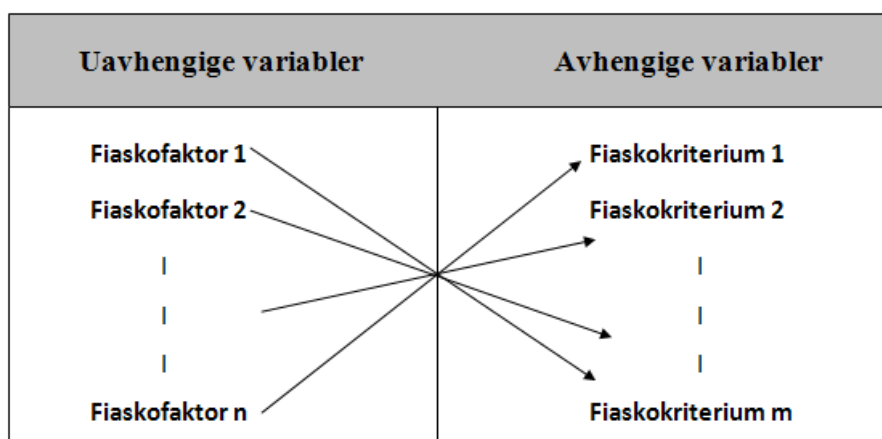 Uavhengige variabler Avhengige variabler
Fiaskofaktor 1 Fiaskokriterium 1
Fiaskofaktor 2 Fiaskokriterium 2
| |
| |
| |
Fiaskofaktor n Fiaskokriterium m